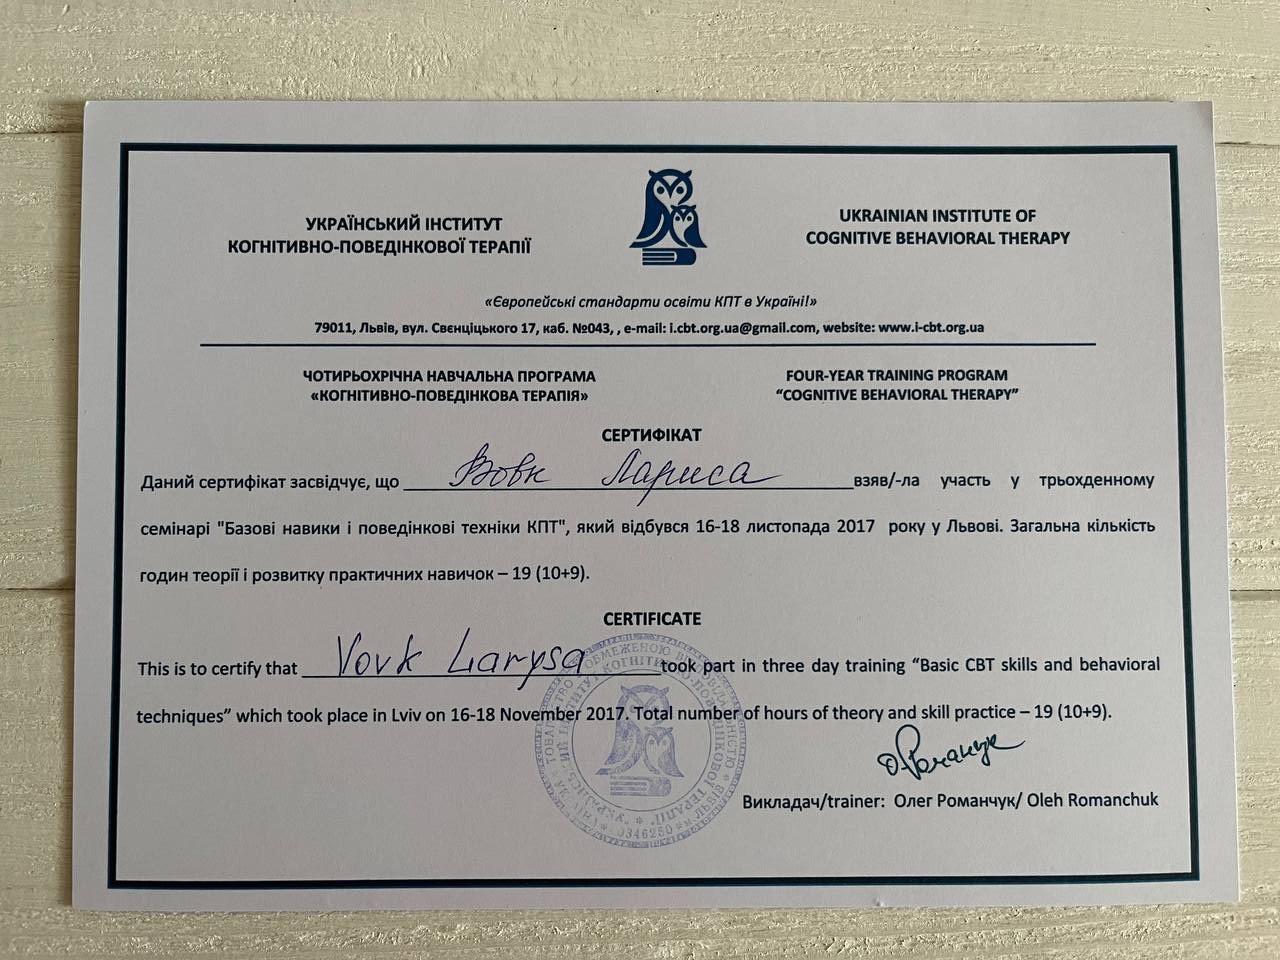 УКРАЇНСЬКИЙ ІНСТИТУТ
КОГНІТИВНО-ПОВЕДІНКОВОЇ ТЕРАПІЇ
UKRAINIAN INSTITUTE OF
COGNITIVE BEHAVIORAL THERAPY
«Європейські стандарти освіти КПТ в Україні!»
79011, Львів, вул. Свєнціцького 17, каб. №043, , e-mail: i.cbt.org.ua@gmail.com, website: www.i-cbt.org.ua
ЧОТИРЬОХРІЧНА НАВЧАЛЬНА ПРОГРАМА
«КОГНІТИВНО-ПОВЕДІНКОВА ТЕРАПІЯ»
FOUR-YEAR TRAINING PROGRAM
“COGNITIVE BEHAVIORAL THERAPY”
СЕРТИФІКАТ
Даний сертифікат засвідчує, що Вовк Лариса взяв/-ла участь у трьохденному
семінарі "Базові навики і поведінкові техніки КПТ", який відбувся 16-18 листопада 2017 року у Львові. Загальна кількість
годин теорії і розвитку практичних навичок – 19 (10+9).
CERTIFICATE
This is to certify that Vovk Larysa took part in three day training “Basic CBT skills and behavioral
techniques” which took place in Lviv on 16-18 November 2017. Total number of hours of theory and skill practice – 19 (10+9).
О.Романчук
Викладач/trainer: Олег Романчук/ Oleh Romanchuk